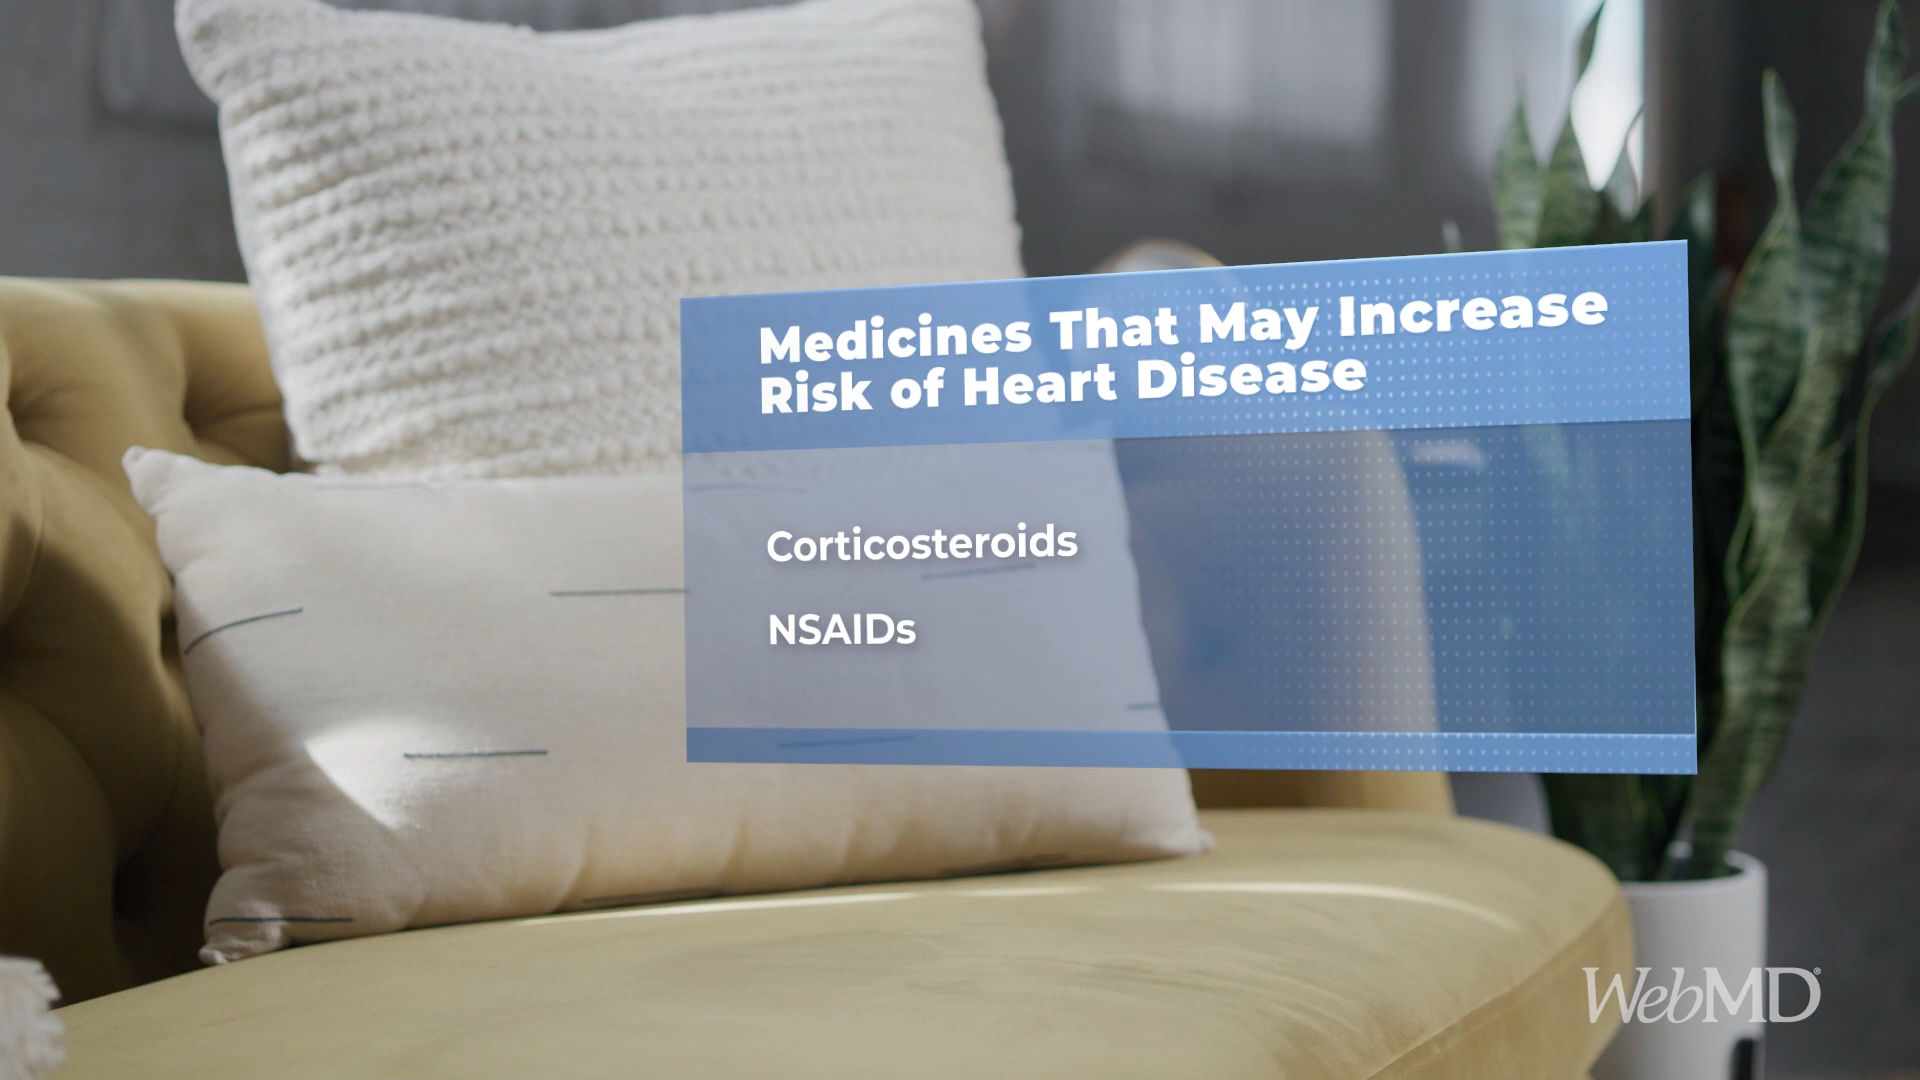 Medicines That May Increase
Risk of Heart Disease
Corticosteroids
NSAIDs
WebMD®